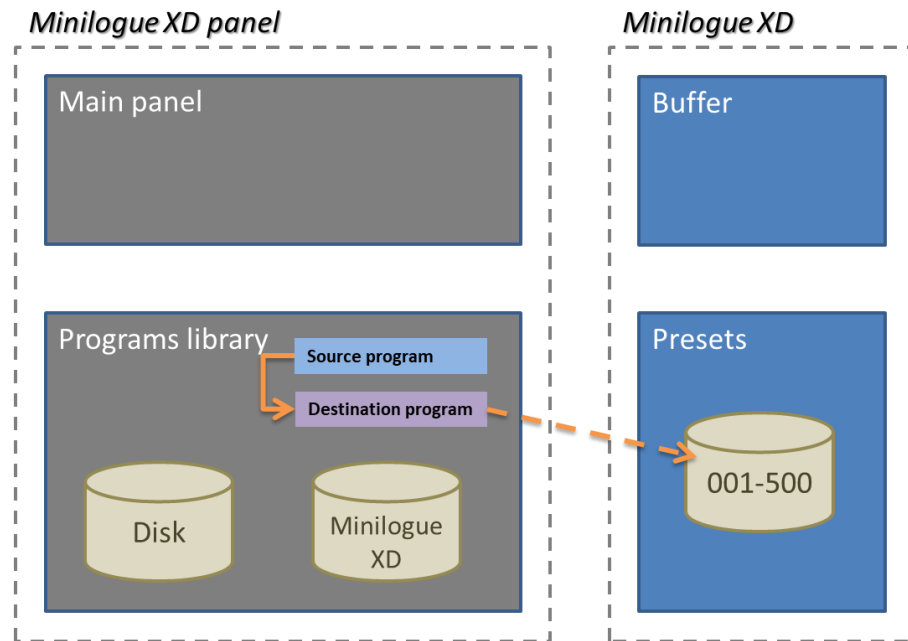 Minilogue XD panel
Minilogue XD
Main panel
Buffer
Programs library
Source program
Destination program
Disk
Minilogue
XD
Presets
001-500